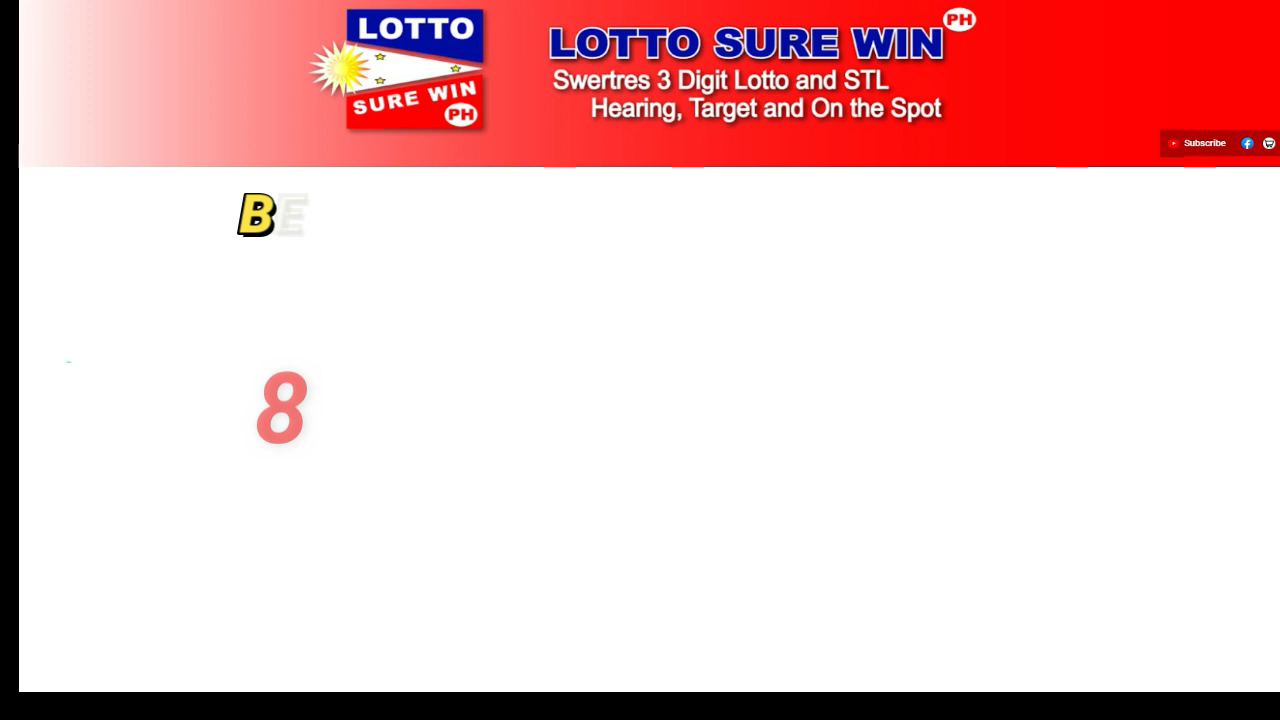 LOTTO
SURE WIN
PH
LOTTO SURE WIN PH
Swertres 3 Digit Lotto and STL
Hearing, Target and On the Spot
Subscribe
BE
8